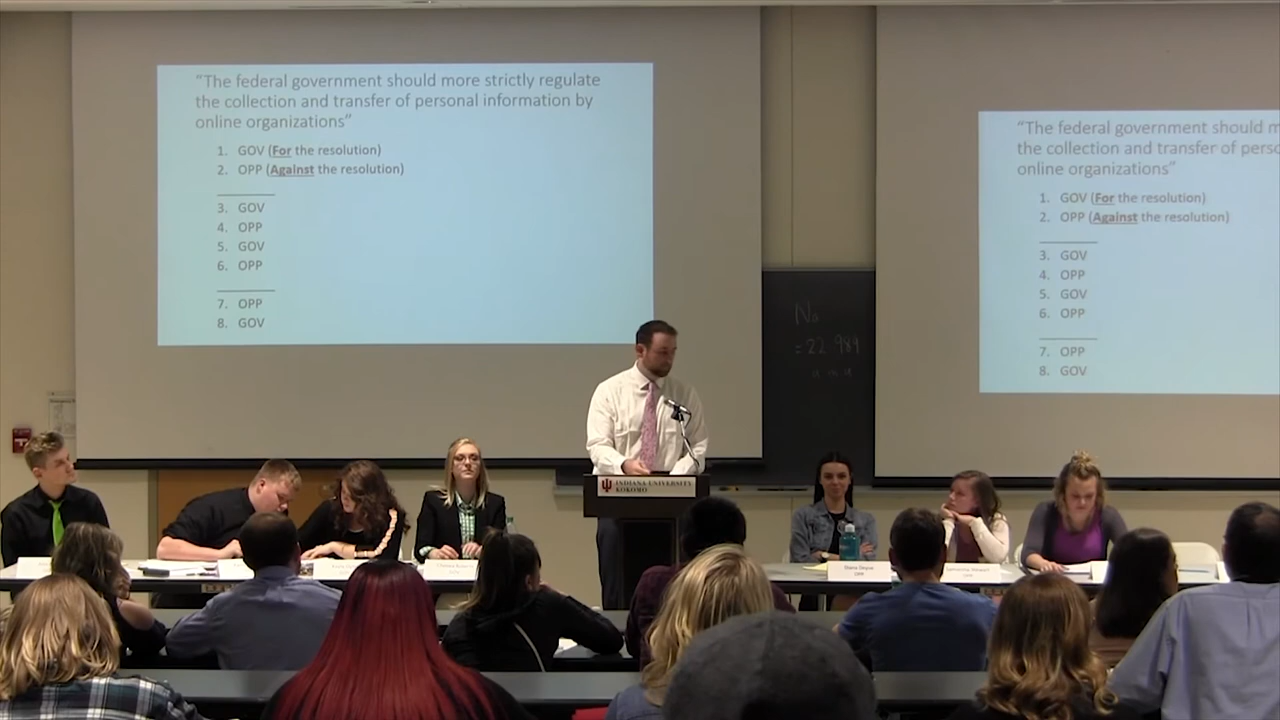 “The federal government should more strictly regulate
the collection and transfer of personal information by
online organizations”
1. GOV (For the resolution)
2. OPP (Against the resolution)
3. GOV
4. OPP
5. GOV
6. OPP
7. OPP
8. GOV
“The federal government should m
the collection and transfer of perso
online organizations”
1. GOV (For the resolution)
2. OPP (Against the resolution)
3. GOV
4. OPP
5. GOV
6. OPP
7. OPP
8. GOV
Na
=22.989
INDIANA UNIVERSITY
KOKOMO
OPP